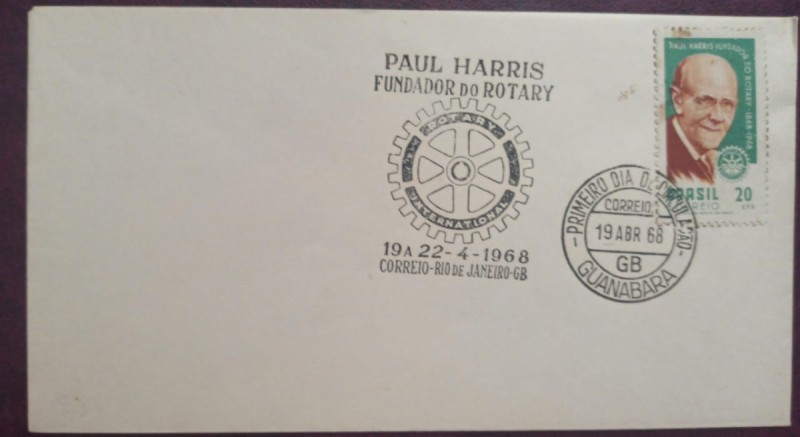 PAUL HARRIS
FUNDADOR DO ROTARY
ROTARY
INTERNATIONAL
19 A 22-4-1968
CORREIO-RIO DE JANEIRO-GB
PAUL HARRIS FUNDADOR DO ROTARY 1868-1968
BRASIL 20
CORREIO CTS
PRIMEIRO DIA DE CIRCULAÇÃO
CORREIO
19 ABR 68
GB
GUANABARA